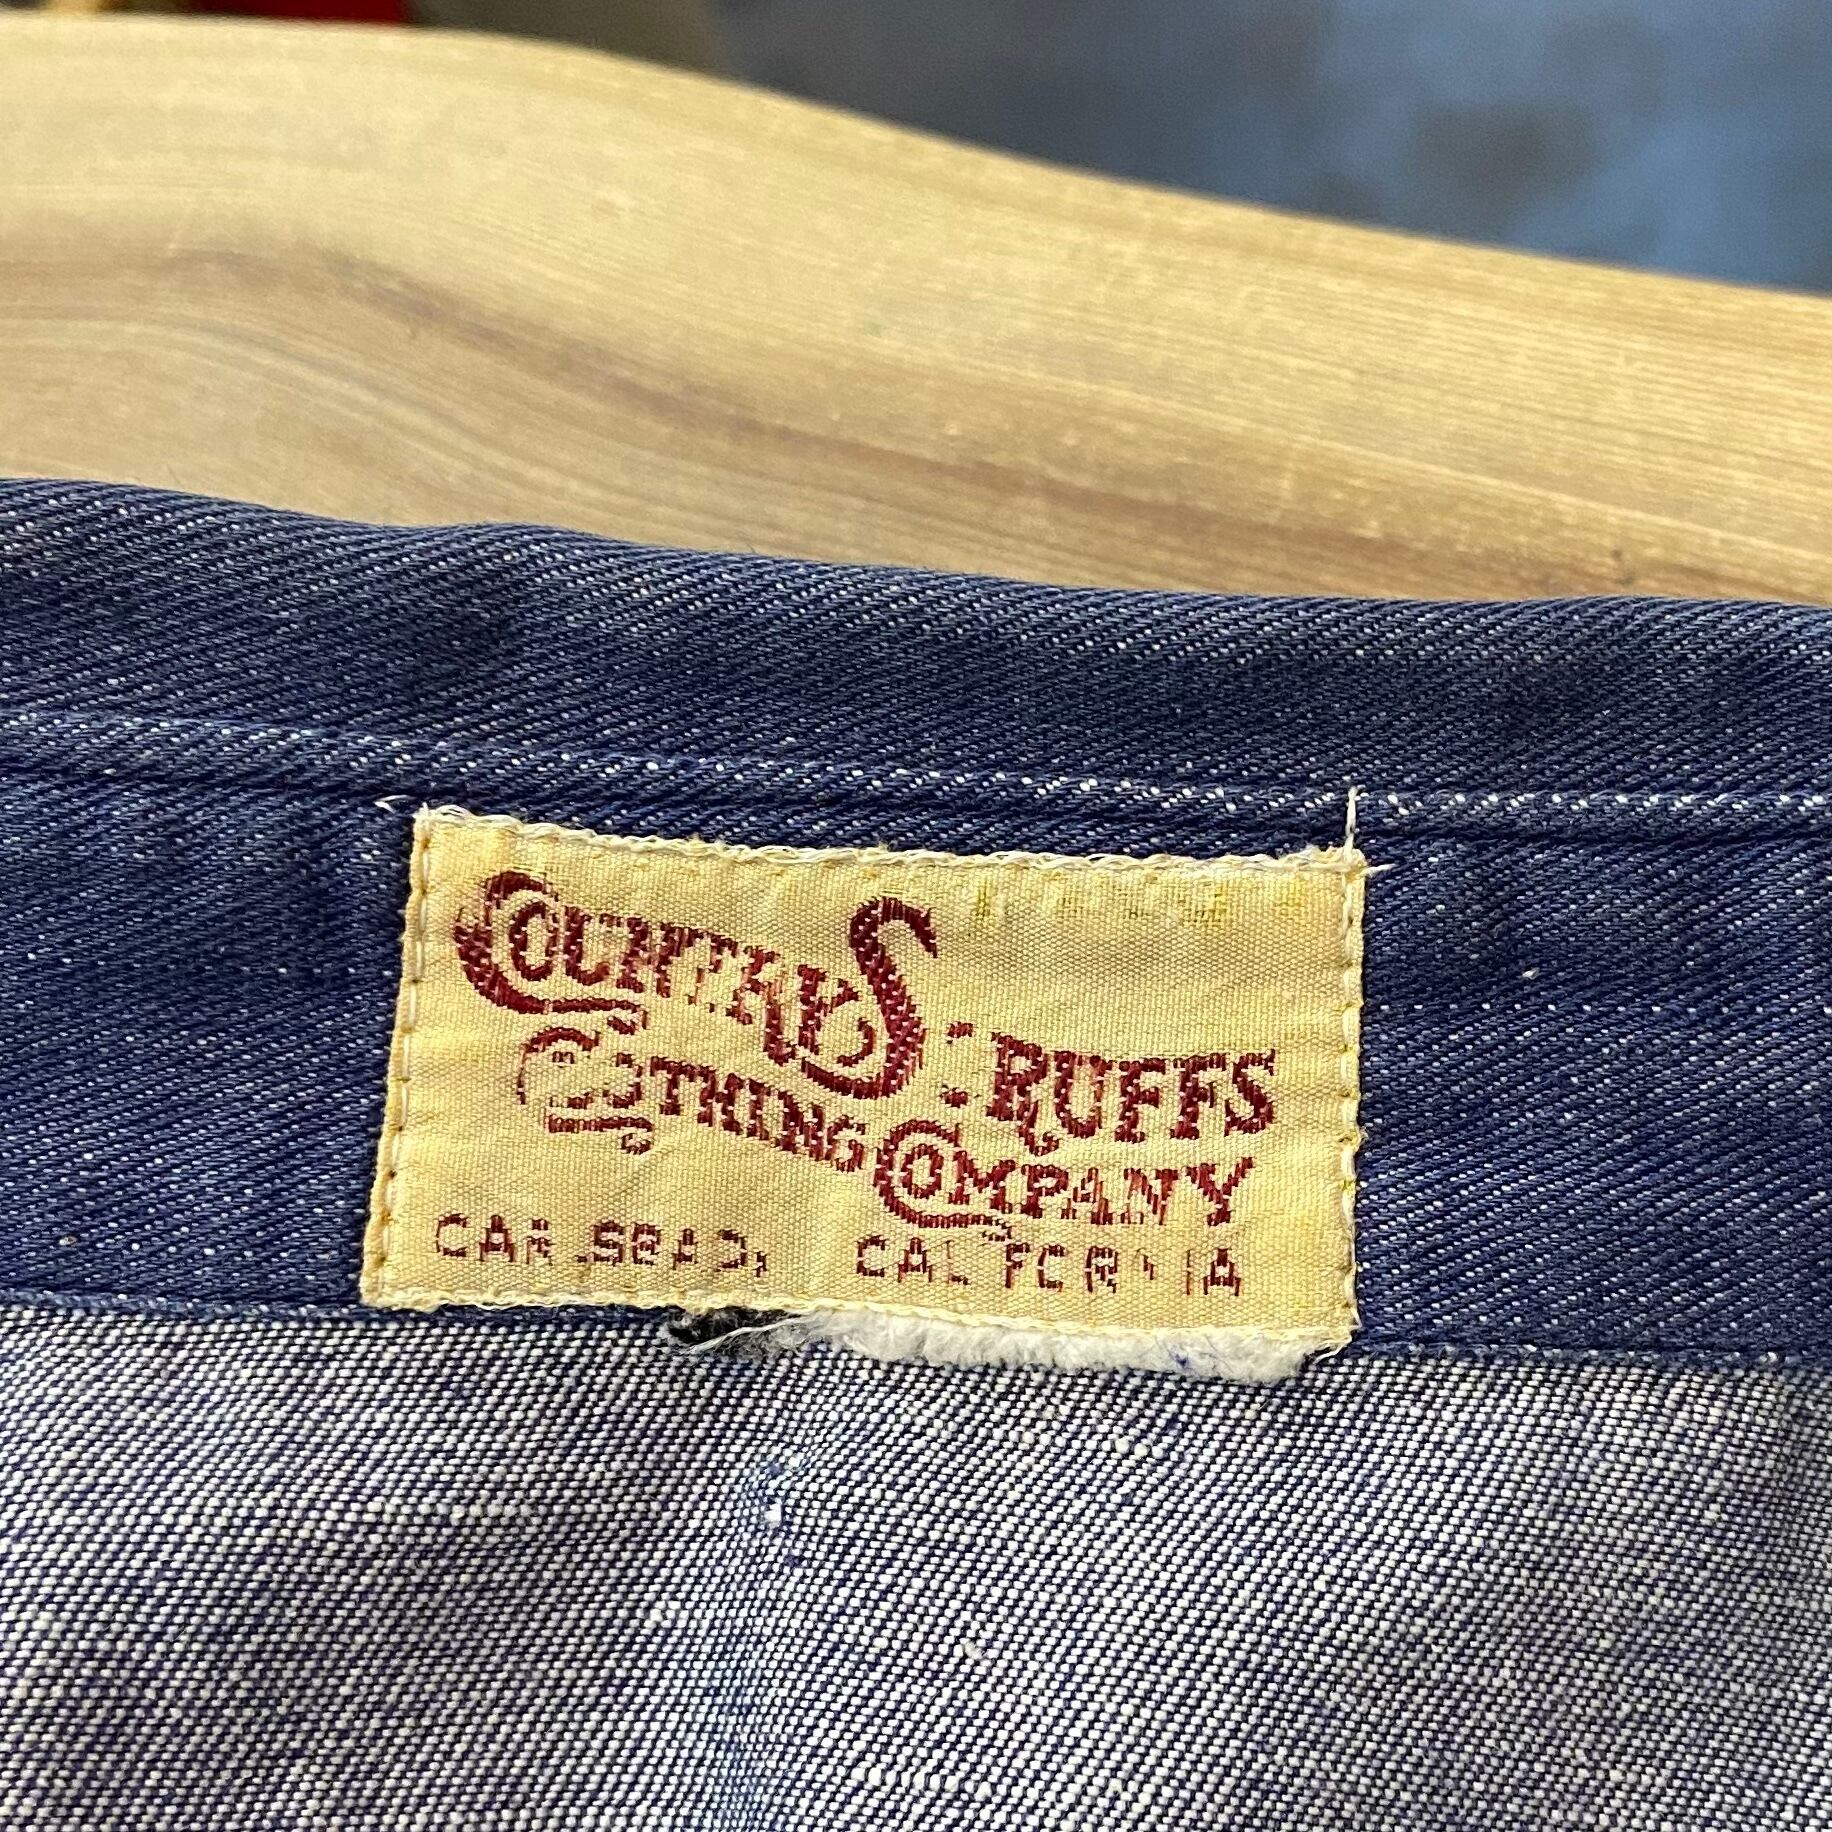 COUNTRY S: RUFFS
CLOTHING COMPANY
CARLSBAD, CALIFORNIA